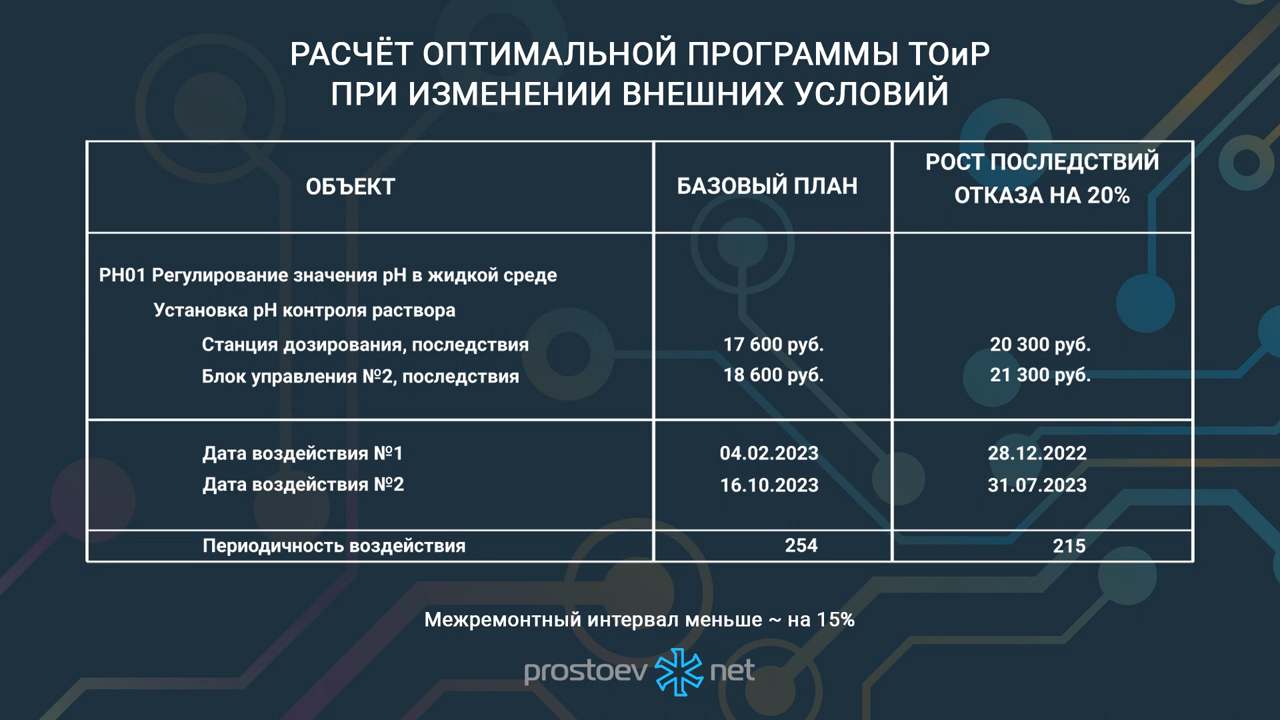 РАСЧЁТ ОПТИМАЛЬНОЙ ПРОГРАММЫ ТОиР
ПРИ ИЗМЕНЕНИИ ВНЕШНИХ УСЛОВИЙ
ОБЪЕКТ БАЗОВЫЙ ПЛАН РОСТ ПОСЛЕДСТВИЙ
ОТКАЗА НА 20%
PH01 Регулирование значения pH в жидкой среде
Установка pH контроля раствора
Станция дозирования, последствия 17 600 руб. 20 300 руб.
Блок управления №2, последствия 18 600 руб. 21 300 руб.
Дата воздействия №1 04.02.2023 28.12.2022
Дата воздействия №2 16.10.2023 31.07.2023
Периодичность воздействия 254 215
Межремонтный интервал меньше ~ на 15%
prostoev net